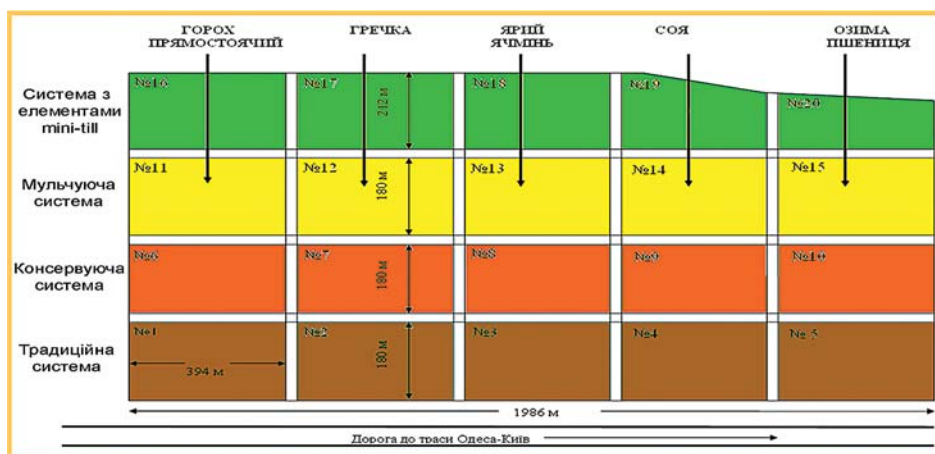 ГОРОХ
ПРЯМОСТОЯЧИЙ
ГРЕЧКА
ЯРИЙ
ЯЧМІНЬ
СОЯ
ОЗИМА
ПШЕНИЦЯ
Система з
елементами
mini-till
№16
№17
№18
№19
№20
212 м
Мульчуюча
система
№11
№12
№13
№14
№15
180 м
Консервуюча
система
№6
№7
№8
№9
№10
180 м
Традиційна
система
№1
№2
№3
№4
№5
394 м
180 м
1986 м
Дорога до траси Одеса-Київ